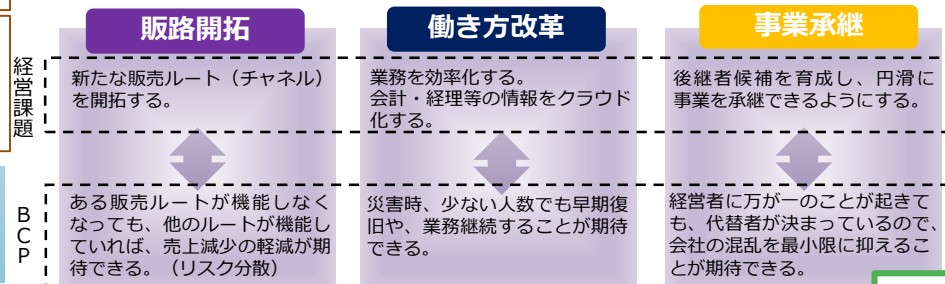 販路開拓
働き方改革
事業承継
経営課題
新たな販売ルート（チャネル）
を開拓する。
業務を効率化する。
会計・経理等の情報をクラウド
化する。
後継者候補を育成し、円滑に
事業を承継できるようにする。
BCP
ある販売ルートが機能しなく
なっても、他のルートが機能し
ていれば、売上減少の軽減が期
待できる。（リスク分散）
災害時、少ない人数でも早期復
旧や、業務継続することが期待
できる。
経営者に万が一のことが起きて
も、代替者が決まっているので、
会社の混乱を最小限に抑えるこ
とが期待できる。